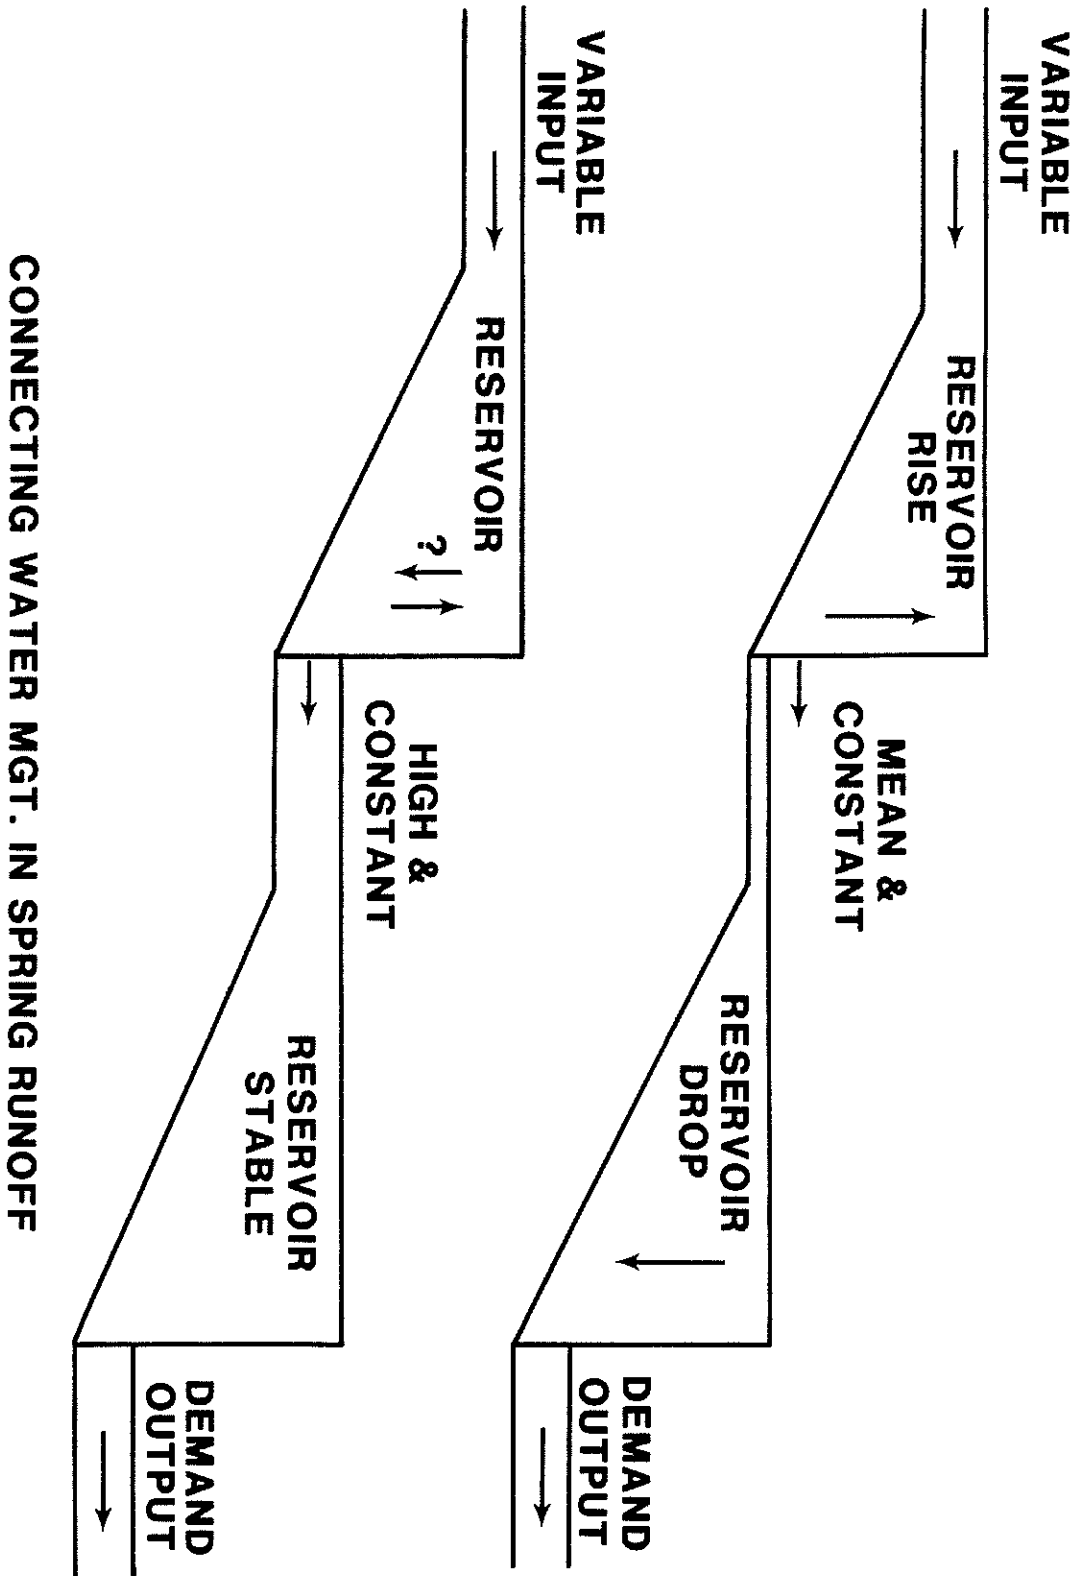 VARIABLE
INPUT
RESERVOIR
RISE
MEAN &
CONSTANT
RESERVOIR
DROP
DEMAND
OUTPUT
VARIABLE
INPUT
RESERVOIR
?
HIGH &
CONSTANT
RESERVOIR
STABLE
DEMAND
OUTPUT
CONNECTING WATER MGT. IN SPRING RUNOFF